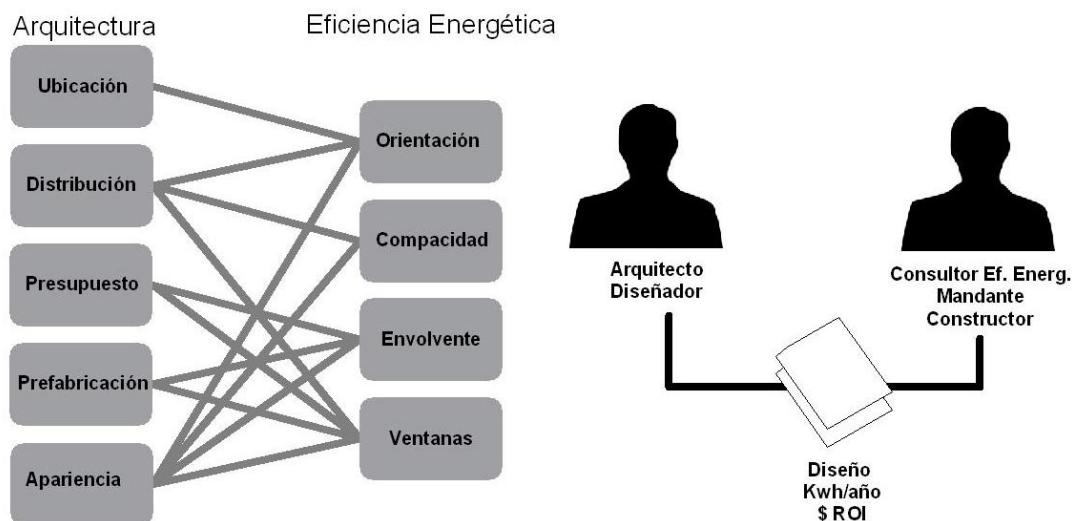 Arquitectura
Eficiencia Energética
Ubicación
Distribución
Presupuesto
Prefabricación
Apariencia
Orientación
Compacidad
Envolvente
Ventanas
Arquitecto
Diseñador
Consultor Ef. Energ.
Mandante
Constructor
Diseño
Kwh/año
$ ROI